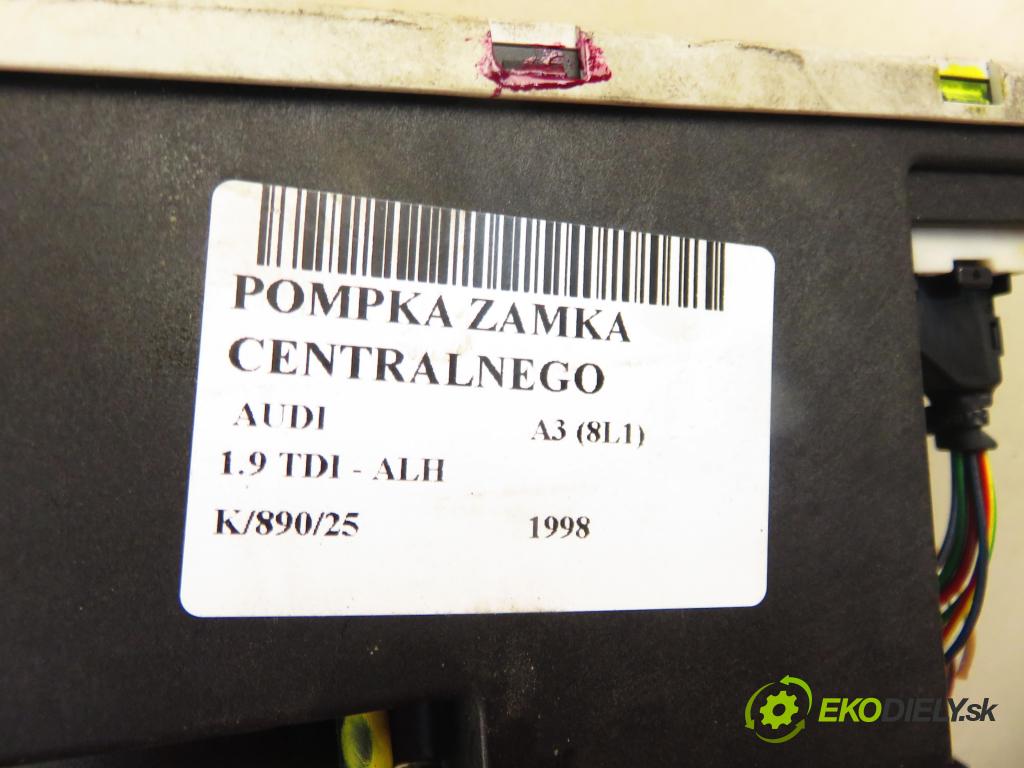 POMPKA ZAMKA
CENTRALNEGO
AUDI A3 (8L1)
1.9 TDI - ALH
K/890/25 1998
EKODIELY.sk